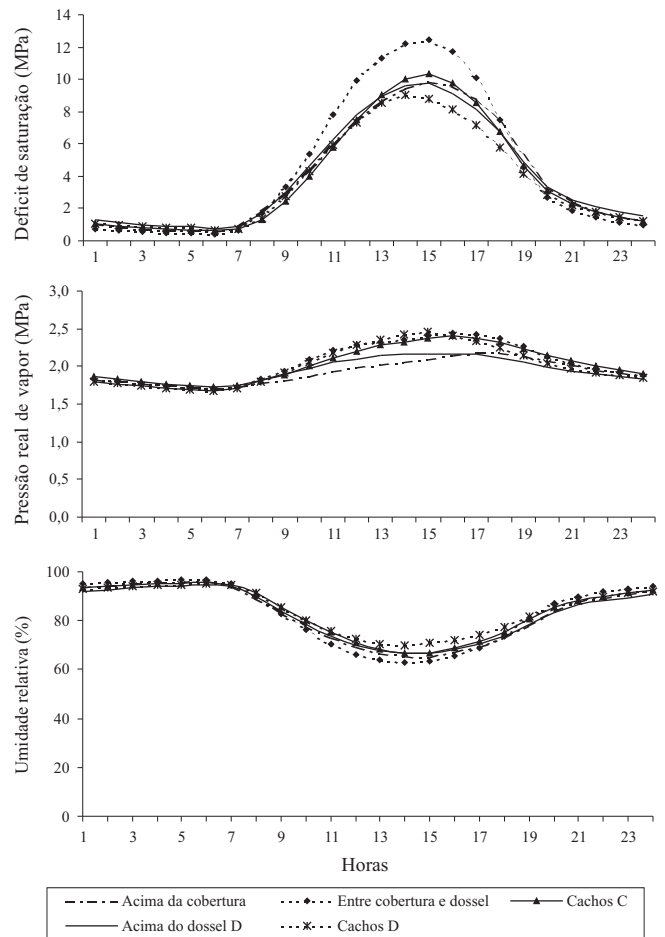 Deficit de saturação (MPa)
14
12
10
8
6
4
2
0
1 3 5 7 9 11 13 15 17 19 21 23
Pressão real de vapor (MPa)
3,0
2,5
2,0
1,5
1,0
0,5
0,0
1 3 5 7 9 11 13 15 17 19 21 23
Umidade relativa (%)
100
80
60
40
20
0
1 3 5 7 9 11 13 15 17 19 21 23
Horas
Acima da cobertura Entre cobertura e dossel Cachos C
Acima do dossel D Cachos D